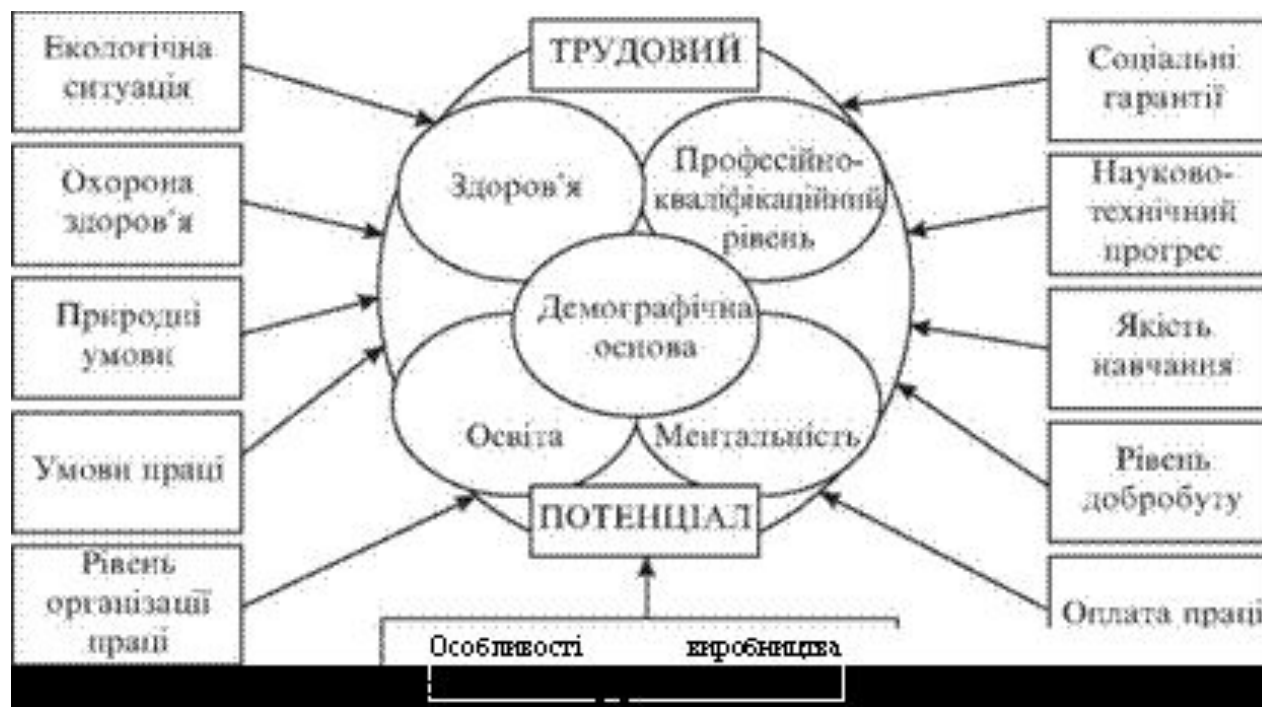 Екологічна
ситуація
Охорона
здоров'я
Природні
умови
Умови праці
Рівень
організації
праці
ТРУДОВИЙ
Здоров'я
Професійно-
кваліфікаційний
рівень
Демографічна
основа
Освіта
Ментальність
ПОТЕНЦІАЛ
Особливості виробництва
Соціальні
гарантії
Науково-
технічний
прогрес
Якість
навчання
Рівень
добробуту
Оплата праці